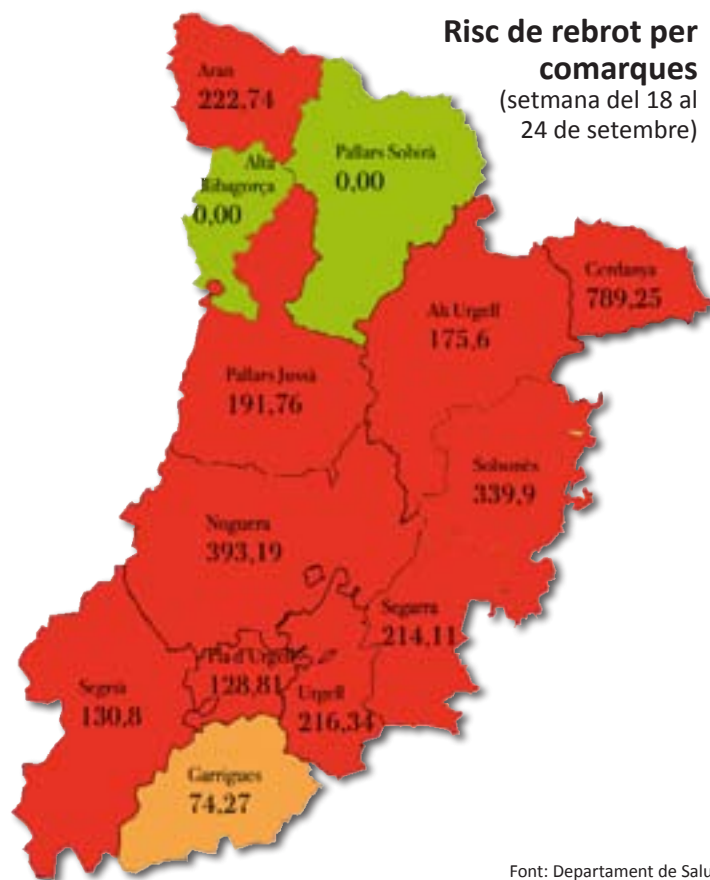 Risc de rebrot per
comarques
(setmana del 18 al
24 de setembre)
Aran
222,74
Pallars Sobirà
0,00
Alta
Ribagorça
0,00
Cerdanya
789,25
Alt Urgell
175,6
Pallars Jussà
191,76
Solsonès
339,9
Noguera
393,19
Segarra
214,11
Pla d'Urgell
128,81
Segrià
130,8
Urgell
216,34
Garrigues
74,27
Font: Departament de Salu